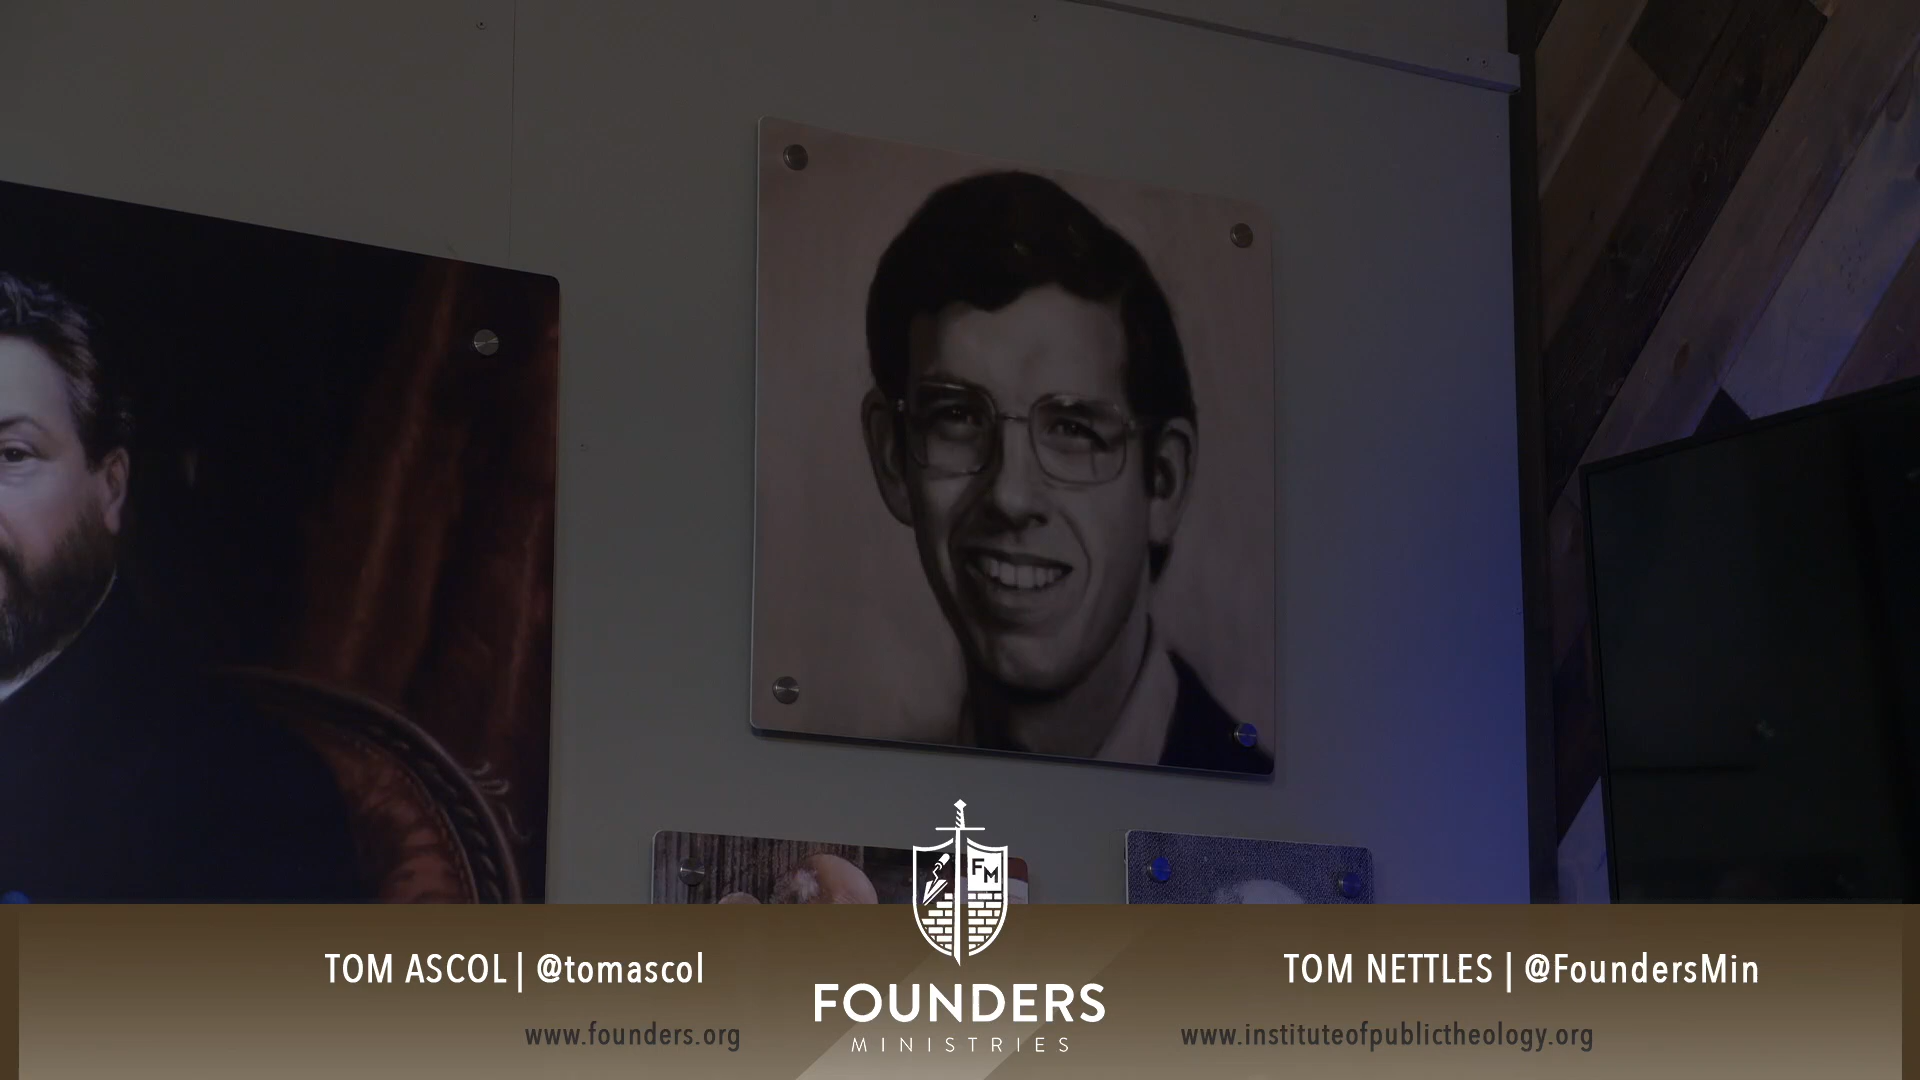 FM
TOM ASCOL | @tomascol
TOM NETTLES | @FoundersMin
FOUNDERS
MINISTRIES
www.founders.org
www.instituteofpublictheology.org